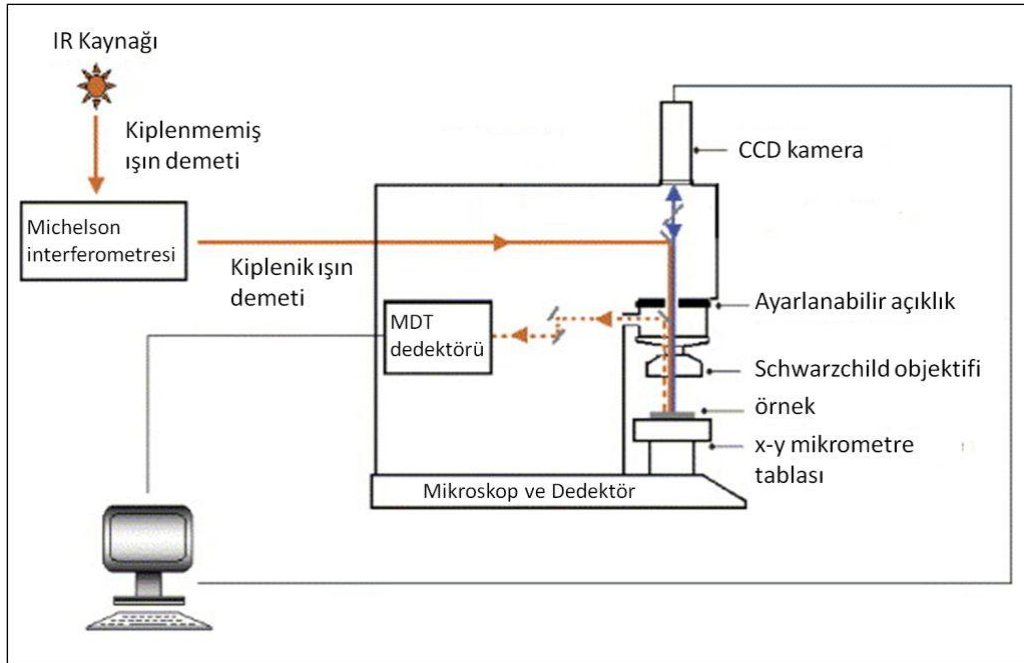 IR Kaynağı
Kiplenmemiş
ışın demeti
CCD kamera
Michelson
interferometresi
Kiplenik ışın
demeti
Ayarlanabilir açıklık
MDT
dedektörü
Schwarzchild objektifi
örnek
x-y mikrometre
tablası
Mikroskop ve Dedektör